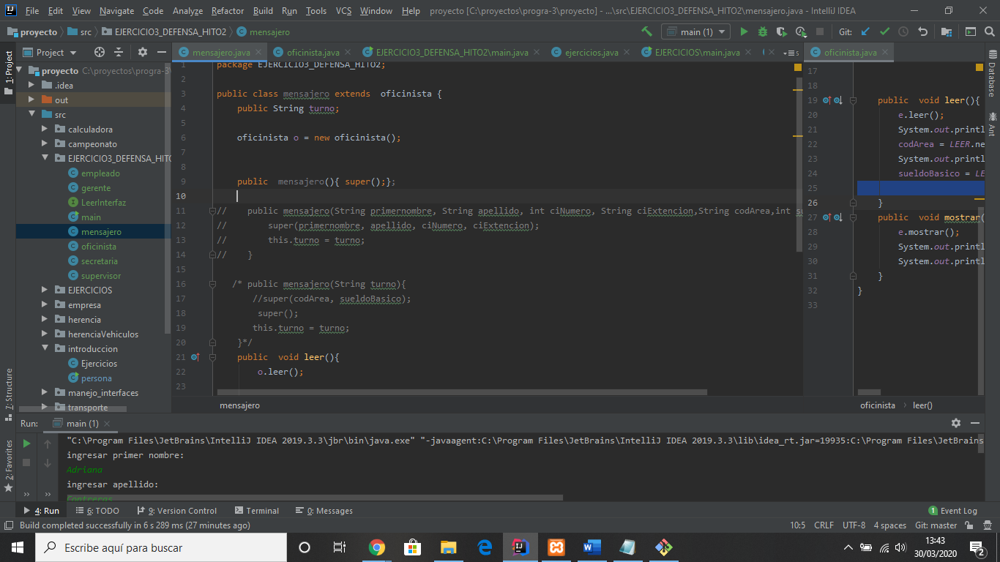 File Edit View Navigate Code Analyze Refactor Build Run Tools VCS Window Help proyecto [C:\proyectos\progra-3\proyecto] - ...\src\EJERCICIO3_DEFENSA_HITO2\mensajero.java - IntelliJ IDEA
proyecto src EJERCICIO3_DEFENSA_HITO2 mensajero main (1) Git:
1: Project
Project
mensajero.java oficinista.java EJERCICIO3_DEFENSA_HITO2\main.java ejercicios.java EJERCICIOS\main.java 5 oficinista.java
Database
Ant
proyecto C:\proyectos\progra-3\
.idea
out
src
calculadora
campeonato
EJERCICIO3_DEFENSA_HITO2
empleado
gerente
LeerInterfaz
main
mensajero
oficinista
secretaria
supervisor
EJERCICIOS
empresa
herencia
herenciaVehiculos
introduccion
Ejercicios
persona
manejo_interfaces
transporte
1 package EJERCICIO3_DEFENSA_HITO2;
2
3 public class mensajero extends  oficinista {
4 public String turno;
5
6 oficinista o = new oficinista();
7
8
9 public  mensajero(){ super();};
10
11 //   public mensajero(String primernombre, String apellido, int ciNumero, String ciExtencion,String codArea,int su
12 //       super(primernombre, apellido, ciNumero, ciExtencion);
13 //       this.turno = turno;
14 //   }
15
16 /* public mensajero(String turno){
17 //super(codArea, sueldoBasico);
18 super();
19 this.turno = turno;
20 }*/
21 public  void leer(){
22 o.leer();
23
mensajero
17
18
19 public  void leer(){
20 e.leer();
21 System.out.printl
22 codArea = LEER.ne
23 System.out.printl
24 sueldoBasico = LE
25
26 }
27 public  void mostrar(
28 e.mostrar();
29 System.out.printl
30 System.out.printl
31 }
32 }
33
oficinista leer()
7: Structure
2: Favorites
Run: main (1)
"C:\Program Files\JetBrains\IntelliJ IDEA 2019.3.3\jbr\bin\java.exe" "-javaagent:C:\Program Files\JetBrains\IntelliJ IDEA 2019.3.3\lib\idea_rt.jar=19935:C:\Program Files\JetBrains
ingresar primer nombre:
Adriana
ingresar apellido:
Contreras
4: Run 6: TODO 9: Version Control Terminal 0: Messages 1 Event Log
Build completed successfully in 6 s 289 ms (27 minutes ago) 10:5 CRLF UTF-8 4 spaces Git: master
Escribe aquí para buscar
13:43
30/03/2020
2